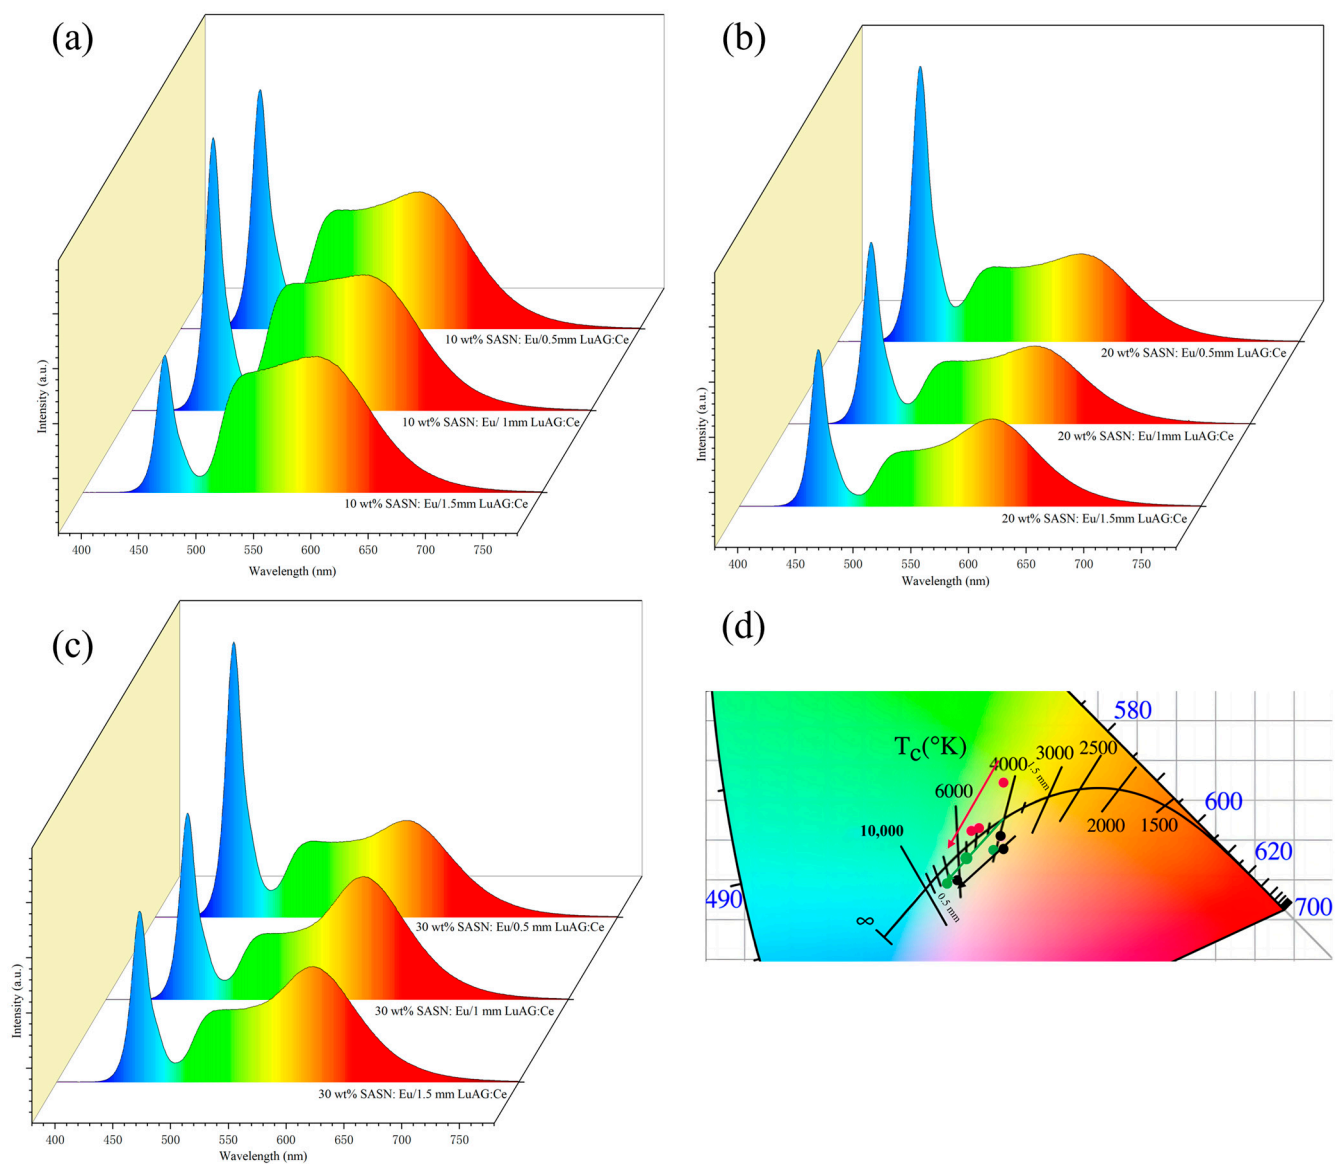 (a)
Intensity (a.u.)
10 wt% SASN: Eu/0.5mm LuAG:Ce
10 wt% SASN: Eu/ 1mm LuAG:Ce
10 wt% SASN: Eu/1.5mm LuAG:Ce
400 450 500 550 600 650 700 750
Wavelength (nm)
(b)
Intensity (a.u.)
20 wt% SASN: Eu/0.5mm LuAG:Ce
20 wt% SASN: Eu/1mm LuAG:Ce
20 wt% SASN: Eu/1.5mm LuAG:Ce
400 450 500 550 600 650 700 750
Wavelength (nm)
(c)
Intensity (a.u.)
30 wt% SASN: Eu/0.5 mm LuAG:Ce
30 wt% SASN: Eu/1 mm LuAG:Ce
30 wt% SASN: Eu/1.5 mm LuAG:Ce
400 450 500 550 600 650 700 750
Wavelength (nm)
(d)
580
Tc(°K)
3000 2500
4000
1.5 mm
6000
600
10,000
2000 1500
620
490
0.5 mm
700
∞